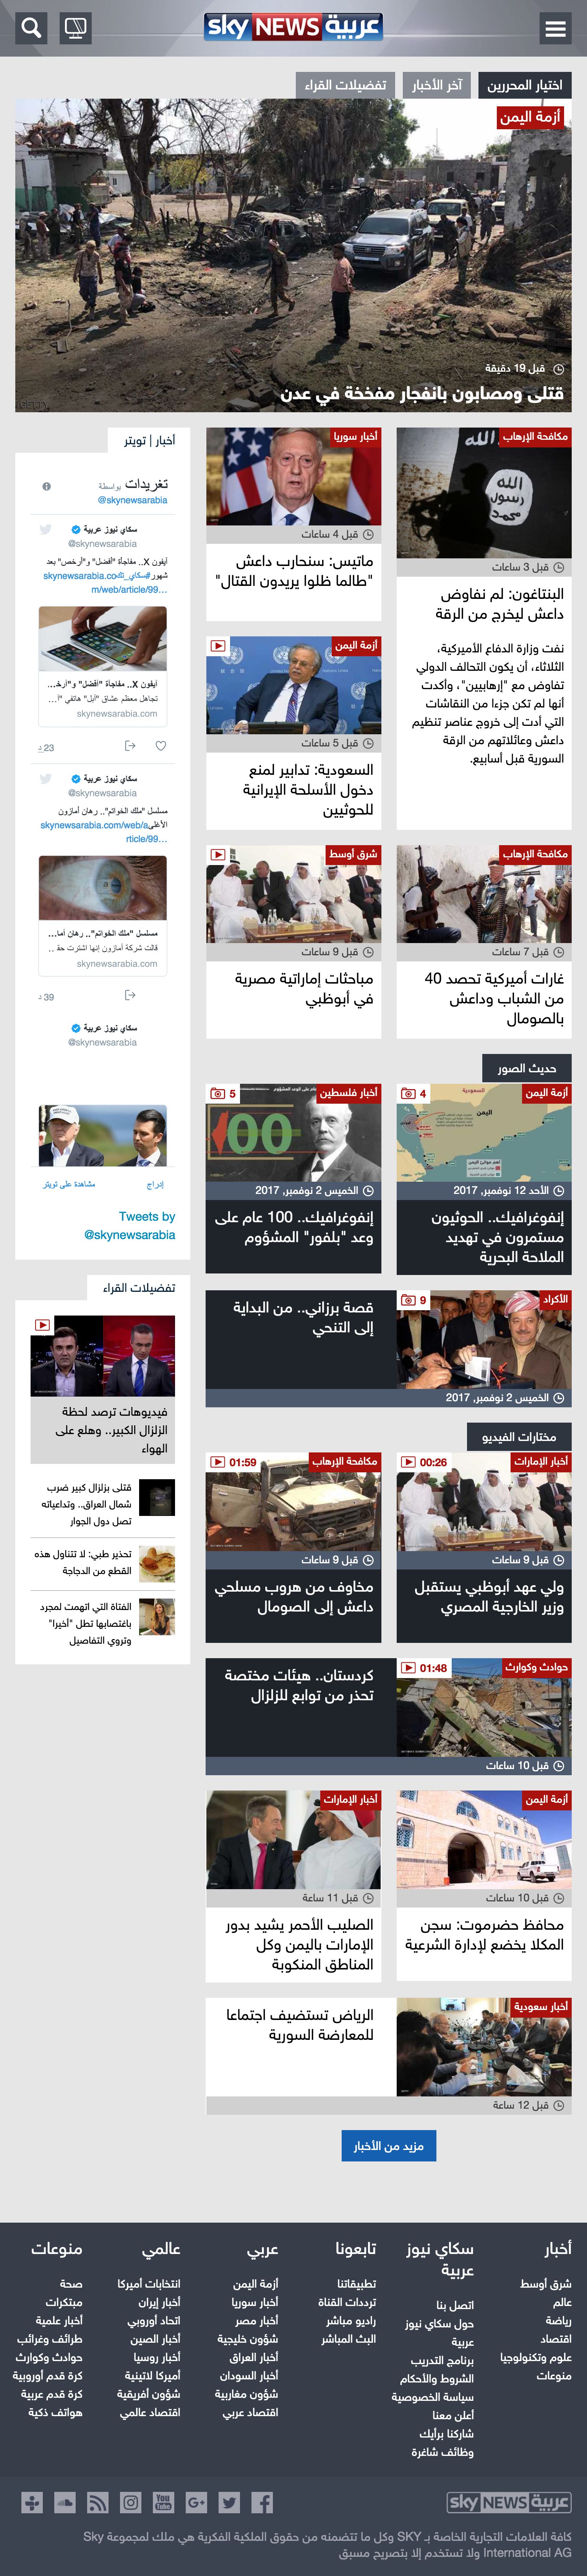 sky NEWS عربية
اختيار المحررين
آخر الأخبار
تفضيلات القراء
أزمة اليمن
قبل 19 دقيقة
قتلى ومصابون بانفجار مفخخة في عدن
مكافحة الإرهاب
قبل 3 ساعات
البنتاغون: لم نفاوض
داعش ليخرج من الرقة
نفت وزارة الدفاع الأميركية،
الثلاثاء، أن يكون التحالف الدولي
تفاوض مع "إرهابيين"، وأكدت
أنها لم تكن جزءا من النقاشات
التي أدت إلى خروج عناصر تنظيم
داعش وعائلاتهم من الرقة
السورية قبل أسابيع.
أخبار سوريا
قبل 4 ساعات
ماتيس: سنحارب داعش
"طالما ظلوا يريدون القتال"
أزمة اليمن
قبل 5 ساعات
السعودية: تدابير لمنع
دخول الأسلحة الإيرانية
للحوثيين
مكافحة الإرهاب
قبل 7 ساعات
غارات أميركية تحصد 40
من الشباب وداعش
بالصومال
شرق أوسط
قبل 9 ساعات
مباحثات إماراتية مصرية
في أبوظبي
حديث الصور
أزمة اليمن
4
الأحد 12 نوفمبر, 2017
إنفوغرافيك.. الحوثيون
مستمرون في تهديد
الملاحة البحرية
أخبار فلسطين
5
الخميس 2 نوفمبر, 2017
إنفوغرافيك.. 100 عام على
وعد "بلفور" المشؤوم
الأكراد
9
قصة برزاني.. من البداية
إلى التنحي
الخميس 2 نوفمبر, 2017
مختارات الفيديو
أخبار الإمارات
00:26
قبل 9 ساعات
ولي عهد أبوظبي يستقبل
وزير الخارجية المصري
مكافحة الإرهاب
01:59
قبل 9 ساعات
مخاوف من هروب مسلحي
داعش إلى الصومال
حوادث وكوارث
01:48
كردستان.. هيئات مختصة
تحذر من توابع للزلزال
قبل 10 ساعات
أزمة اليمن
قبل 10 ساعات
محافظ حضرموت: سجن
المكلا يخضع لإدارة الشرعية
أخبار الإمارات
قبل 11 ساعة
الصليب الأحمر يشيد بدور
الإمارات باليمن وكل
المناطق المنكوبة
أخبار سعودية
الرياض تستضيف اجتماعا
للمعارضة السورية
قبل 12 ساعة
مزيد من الأخبار
أخبار | تويتر
تغريدات بواسطة
@skynewsarabia
سكاي نيوز عربية
@skynewsarabia
آيفون X.. مفاجأة "أفضل" و"أرخص" بعد
شهور#سكاي_تك skynewsarabia.co
m/web/article/99…
آيفون X.. مفاجأة "أفضل" و"أرخ...
تجاهل معظم عشاق "آبل" هاتفي "آ...
skynewsarabia.com
23 د
سكاي نيوز عربية
@skynewsarabia
مسلسل "ملك الخواتم".. رهان أمازون
الأغلى skynewsarabia.com/web/a
rticle/99…
مسلسل "ملك الخواتم".. رهان أما...
قالت شركة أمازون إنها اشترت حقـ ..
skynewsarabia.com
39 د
سكاي نيوز عربية
@skynewsarabia
إدراج
مشاهدة على تويتر
Tweets by
@skynewsarabia
تفضيلات القراء
فيديوهات ترصد لحظة
الزلزال الكبير.. وهلع على
الهواء
قتلى بزلزال كبير ضرب
شمال العراق.. وتداعياته
تصل دول الجوار
تحذير طبي: لا تتناول هذه
القطع من الدجاجة
الفتاة التي اتهمت لمجرد
باغتصابها تطل "أخيرا"
وتروي التفاصيل
أخبار
شرق أوسط
عالم
رياضة
اقتصاد
علوم وتكنولوجيا
منوعات
سكاي نيوز
عربية
اتصل بنا
حول سكاي نيوز
عربية
برنامج التدريب
الشروط والأحكام
سياسة الخصوصية
أعلن معنا
شاركنا برأيك
وظائف شاغرة
تابعونا
تطبيقاتنا
ترددات القناة
راديو مباشر
البث المباشر
عربي
أزمة اليمن
أخبار سوريا
أخبار مصر
شؤون خليجية
أخبار العراق
أخبار السودان
شؤون مغاربية
اقتصاد عربي
عالمي
انتخابات أميركا
أخبار إيران
اتحاد أوروبي
أخبار الصين
أخبار روسيا
أميركا لاتينية
شؤون أفريقية
اقتصاد عالمي
منوعات
صحة
مبتكرات
أخبار علمية
طرائف وغرائب
حوادث وكوارث
كرة قدم أوروبية
كرة قدم عربية
هواتف ذكية
sky NEWS عربية
كافة العلامات التجارية الخاصة بـ SKY وكل ما تتضمنه من حقوق الملكية الفكرية هي ملك لمجموعة Sky
International AG ولا تستخدم إلا بتصريح مسبق